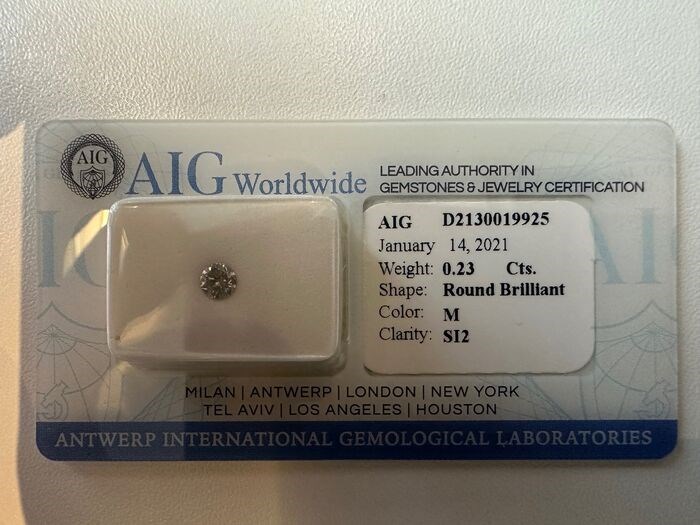 AIG
AIG Worldwide
LEADING AUTHORITY IN
GEMSTONES & JEWELRY CERTIFICATION
AIG D2130019925
January 14, 2021
Weight: 0.23 Cts.
Shape: Round Brilliant
Color: M
Clarity: SI2
MILAN | ANTWERP | LONDON | NEW YORK
TEL AVIV | LOS ANGELES | HOUSTON
ANTWERP INTERNATIONAL GEMOLOGICAL LABORATORIES